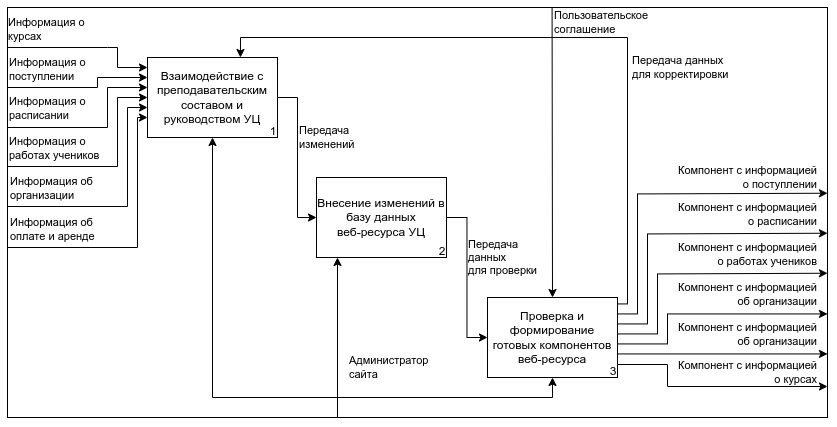 Информация о
курсах
Информация о
поступлении
Информация о
расписании
Информация о
работах учеников
Информация об
организации
Информация об
оплате и аренде
Взаимодействие с
преподавательским
составом и
руководством УЦ
1
Передача
изменений
Внесение изменений в
базу данных
веб-ресурса УЦ
2
Передача
данных
для проверки
Администратор
сайта
Пользовательское
соглашение
Передача данных
для корректировки
Проверка и
формирование
готовых компонентов
веб-ресурса
3
Компонент с информацией
о поступлении
Компонент с информацией
о расписании
Компонент с информацией
о работах учеников
Компонент с информацией
об организации
Компонент с информацией
об организации
Компонент с информацией
о курсах